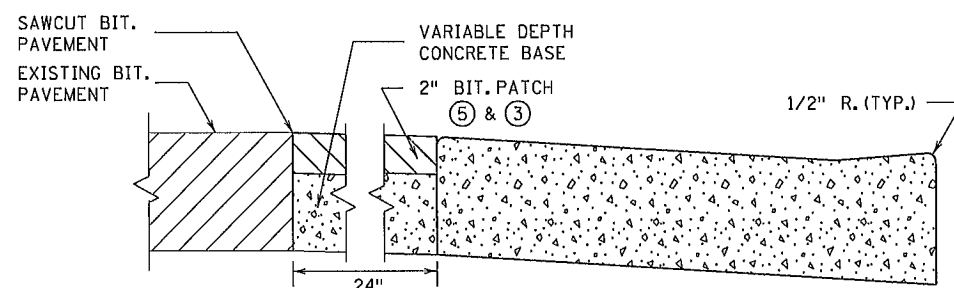 SAWCUT BIT.
PAVEMENT
EXISTING BIT.
PAVEMENT
VARIABLE DEPTH
CONCRETE BASE
2" BIT. PATCH
5 & 3
1/2" R. (TYP.)
24"